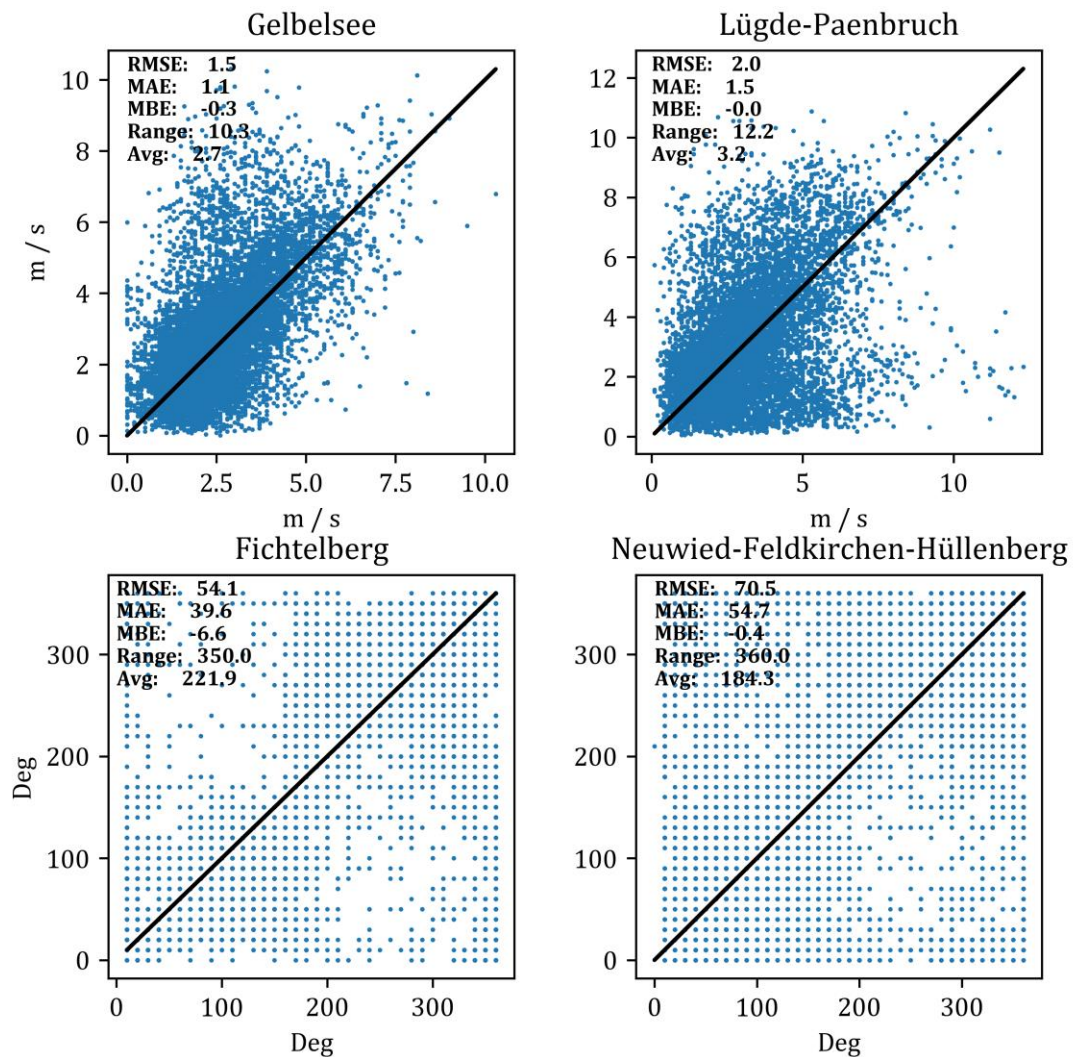 Gelbelsee
RMSE: 1.5
MAE: 1.1
MBE: -0.3
Range: 10.3
Avg: 2.7
10
8
6
4
2
0
m / s
0.0 2.5 5.0 7.5 10.0
m / s
Lügde-Paenbruch
RMSE: 2.0
MAE: 1.5
MBE: -0.0
Range: 12.2
Avg: 3.2
12
10
8
6
4
2
0
0 5 10
m / s
Fichtelberg
RMSE: 54.1
MAE: 39.6
MBE: -6.6
Range: 350.0
Avg: 221.9
300
200
100
0
Deg
0 100 200 300
Deg
Neuwied-Feldkirchen-Hüllenberg
RMSE: 70.5
MAE: 54.7
MBE: -0.4
Range: 360.0
Avg: 184.3
300
200
100
0
0 100 200 300
Deg